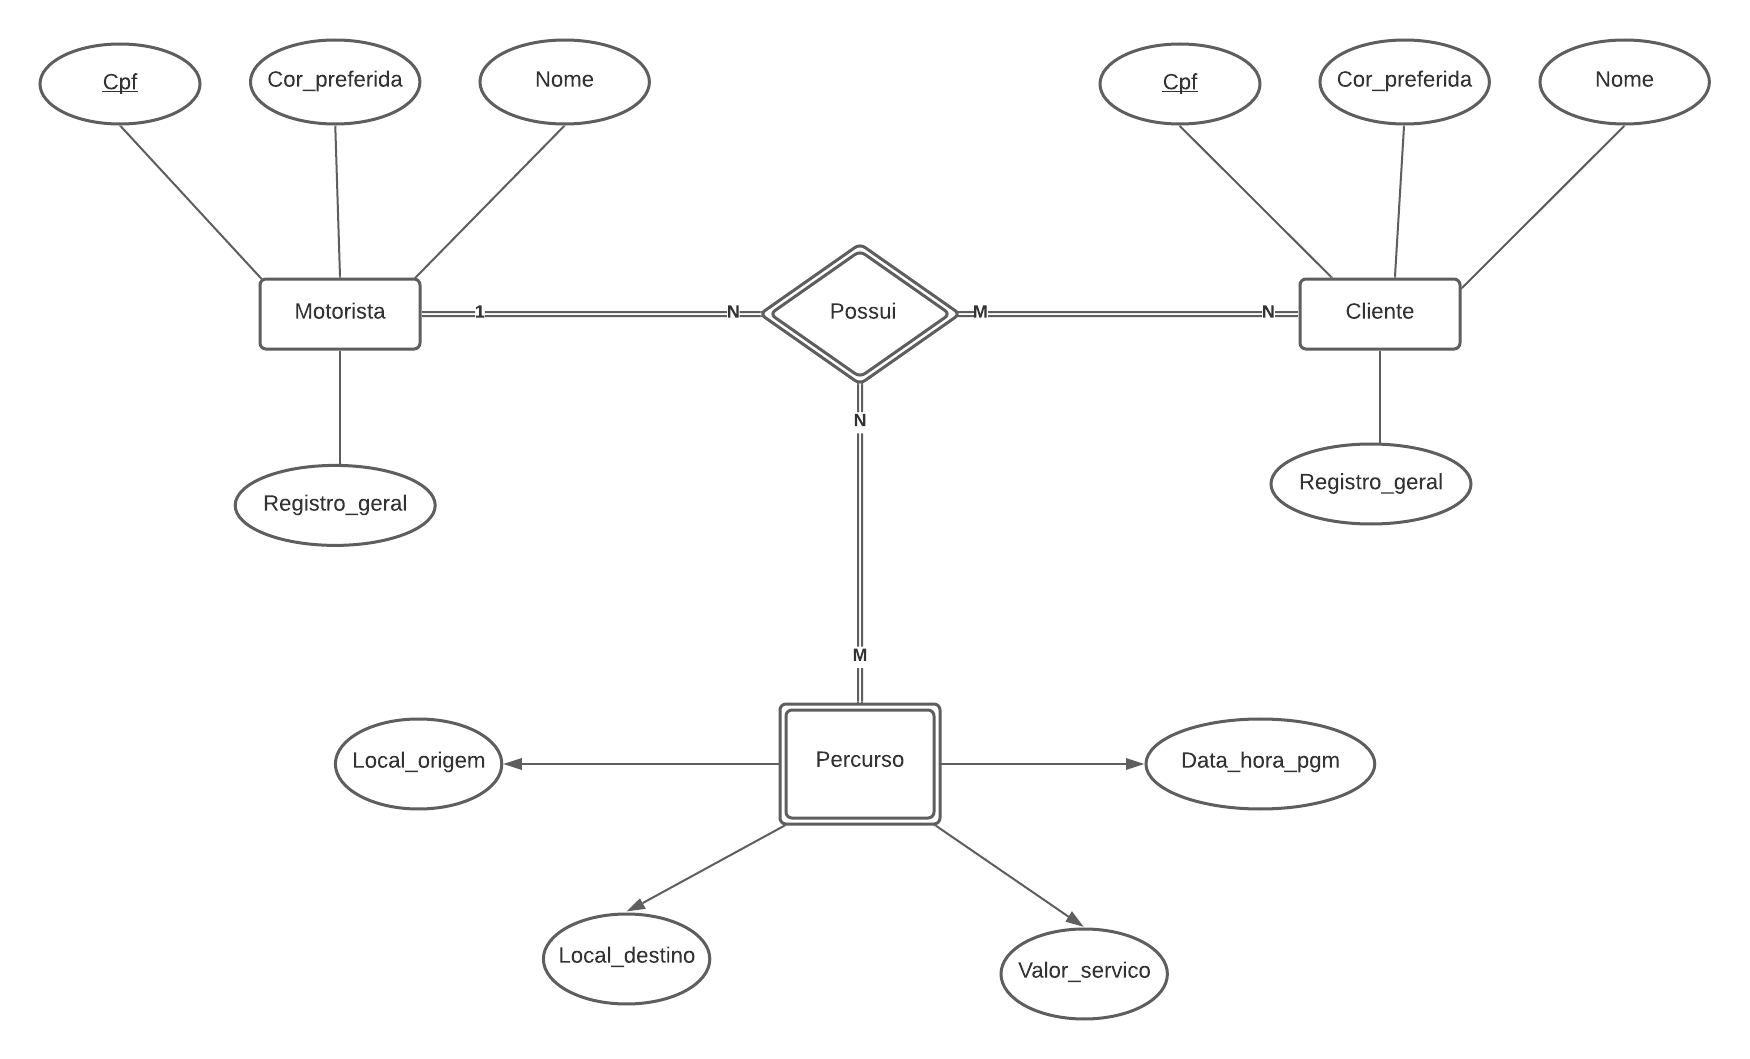 Cpf
Cor_preferida
Nome
Cpf
Cor_preferida
Nome
Motorista
1
N
Possui
M
N
Cliente
N
Registro_geral
Registro_geral
M
Percurso
Local_origem
Data_hora_pgm
Local_destino
Valor_servico